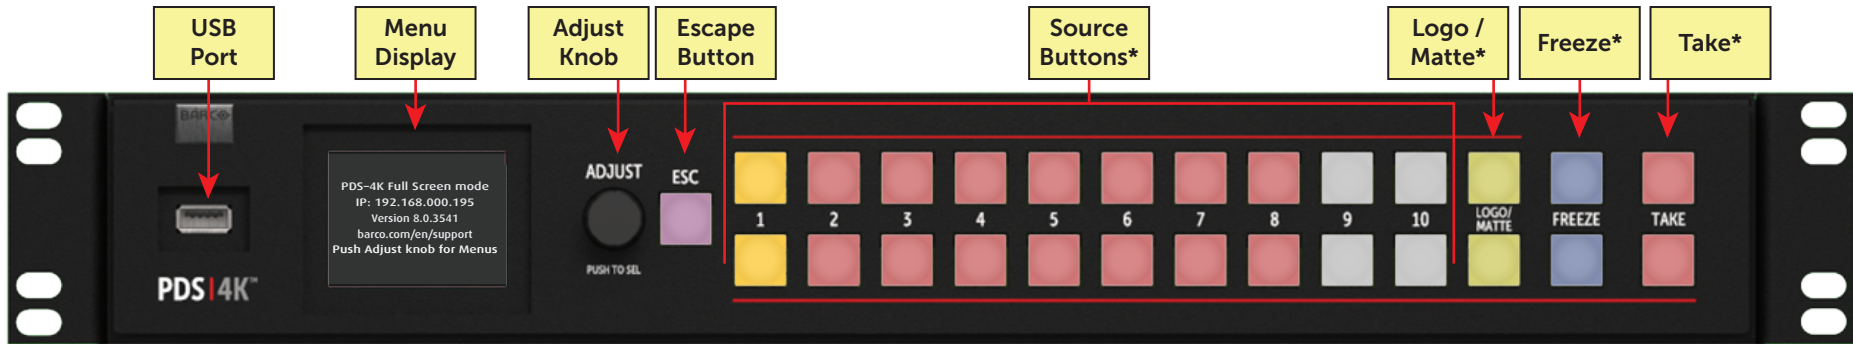 USB
Port
Menu
Display
Adjust
Knob
Escape
Button
Source
Buttons*
Logo /
Matte*
Freeze*
Take*
BARCO
PDS-4K Full Screen mode
IP: 192.168.000.195
Version 8.0.3541
barco.com/en/support
Push Adjust knob for Menus
ADJUST
PUSH TO SEL
ESC
1 2 3 4 5 6 7 8 9 10
LOGO/
MATTE
FREEZE
TAKE
PDS|4K™